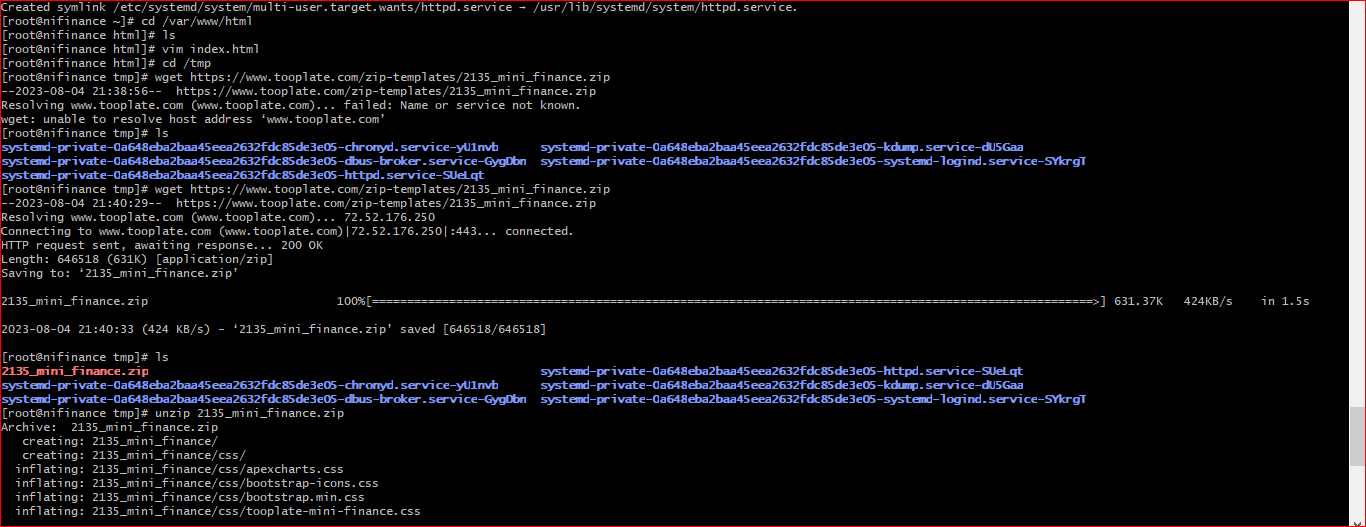 Created symlink /etc/systemd/system/multi-user.target.wants/httpd.service → /usr/lib/systemd/system/httpd.service.
[root@nifinance ~]# cd /var/www/html
[root@nifinance html]# ls
[root@nifinance html]# vim index.html
[root@nifinance html]# cd /tmp
[root@nifinance tmp]# wget https://www.tooplate.com/zip-templates/2135_mini_finance.zip
--2023-08-04 21:38:56--  https://www.tooplate.com/zip-templates/2135_mini_finance.zip
Resolving www.tooplate.com (www.tooplate.com)... failed: Name or service not known.
wget: unable to resolve host address ‘www.tooplate.com’
[root@nifinance tmp]# ls
systemd-private-0a648eba2baa45eea2632fdc85de3e05-chronyd.service-yU1nvb      systemd-private-0a648eba2baa45eea2632fdc85de3e05-kdump.service-dU5Gaa
systemd-private-0a648eba2baa45eea2632fdc85de3e05-dbus-broker.service-GygDbn  systemd-private-0a648eba2baa45eea2632fdc85de3e05-systemd-logind.service-SYkrgT
systemd-private-0a648eba2baa45eea2632fdc85de3e05-httpd.service-SUeLqt
[root@nifinance tmp]# wget https://www.tooplate.com/zip-templates/2135_mini_finance.zip
--2023-08-04 21:40:29--  https://www.tooplate.com/zip-templates/2135_mini_finance.zip
Resolving www.tooplate.com (www.tooplate.com)... 72.52.176.250
Connecting to www.tooplate.com (www.tooplate.com)|72.52.176.250|:443... connected.
HTTP request sent, awaiting response... 200 OK
Length: 646518 (631K) [application/zip]
Saving to: ‘2135_mini_finance.zip’
2135_mini_finance.zip                           100%[=======================================================================================================>] 631.37K   424KB/s    in 1.5s
2023-08-04 21:40:33 (424 KB/s) - ‘2135_mini_finance.zip’ saved [646518/646518]
[root@nifinance tmp]# ls
2135_mini_finance.zip                                                        systemd-private-0a648eba2baa45eea2632fdc85de3e05-httpd.service-SUeLqt
systemd-private-0a648eba2baa45eea2632fdc85de3e05-chronyd.service-yU1nvb      systemd-private-0a648eba2baa45eea2632fdc85de3e05-kdump.service-dU5Gaa
systemd-private-0a648eba2baa45eea2632fdc85de3e05-dbus-broker.service-GygDbn  systemd-private-0a648eba2baa45eea2632fdc85de3e05-systemd-logind.service-SYkrgT
[root@nifinance tmp]# unzip 2135_mini_finance.zip
Archive:  2135_mini_finance.zip
   creating: 2135_mini_finance/
   creating: 2135_mini_finance/css/
  inflating: 2135_mini_finance/css/apexcharts.css
  inflating: 2135_mini_finance/css/bootstrap-icons.css
  inflating: 2135_mini_finance/css/bootstrap.min.css
  inflating: 2135_mini_finance/css/tooplate-mini-finance.css